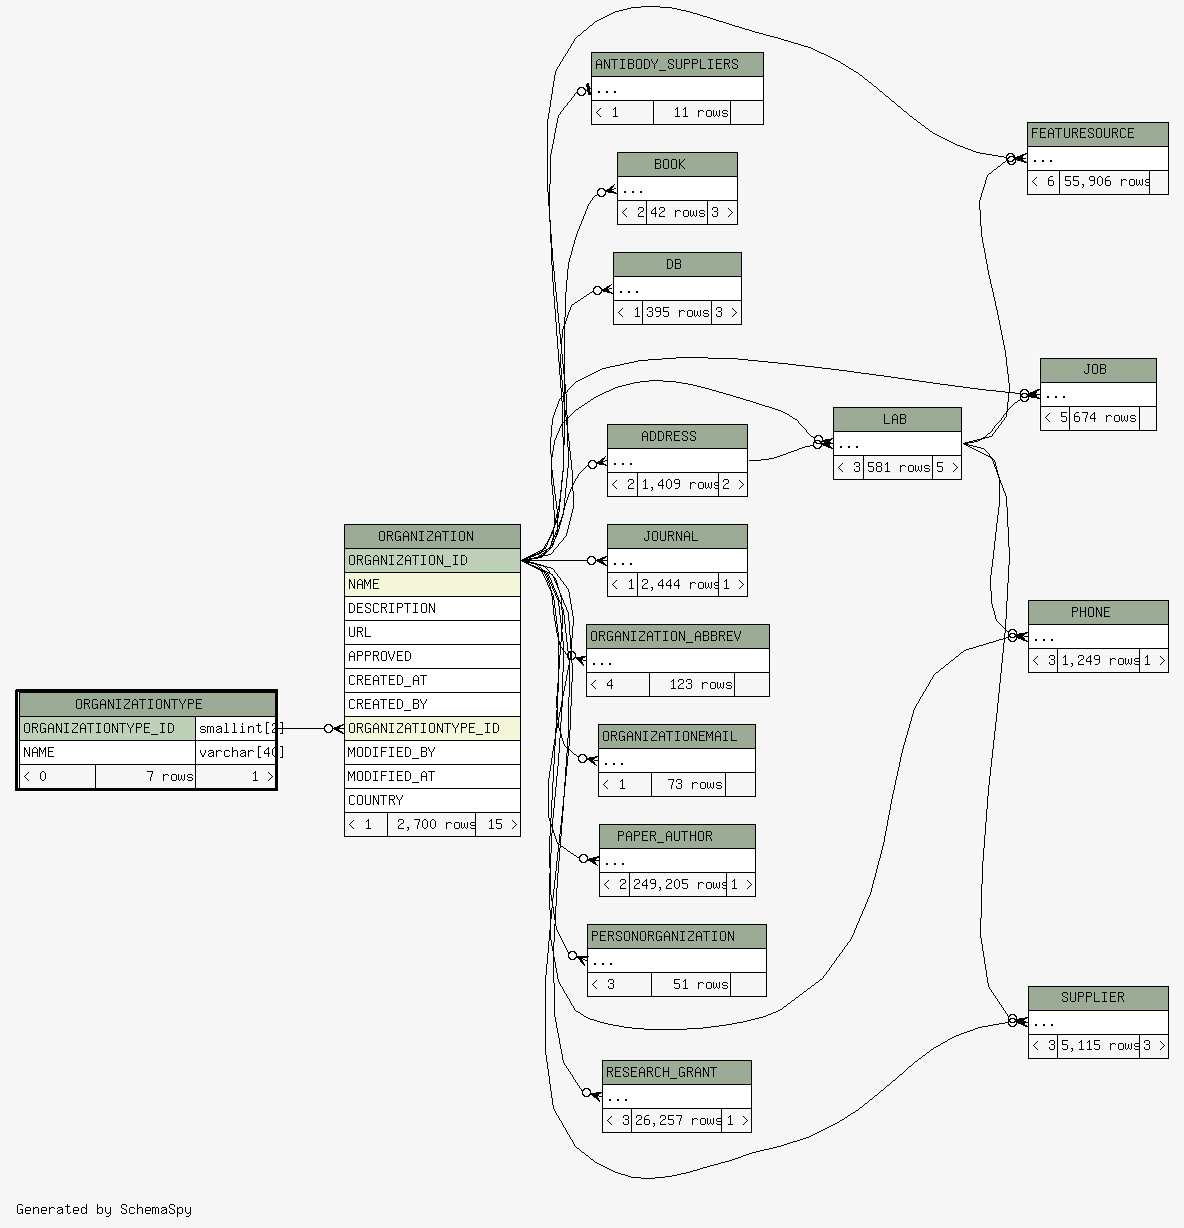 ANTIBODY_SUPPLIERS
...
< 1 11 rows
FEATURESOURCE
...
< 6 55,906 rows
BOOK
...
< 2 42 rows 3 >
DB
...
< 1 395 rows 3 >
JOB
...
< 5 674 rows
LAB
...
< 3 581 rows 5 >
ADDRESS
...
< 2 1,409 rows 2 >
ORGANIZATION
ORGANIZATION_ID
NAME
DESCRIPTION
URL
APPROVED
CREATED_AT
CREATED_BY
ORGANIZATIONTYPE_ID
MODIFIED_BY
MODIFIED_AT
COUNTRY
< 1 2,700 rows 15 >
JOURNAL
...
< 1 2,444 rows 1 >
PHONE
...
< 3 1,249 rows 1 >
ORGANIZATION_ABBREV
...
< 4 123 rows
ORGANIZATIONTYPE
ORGANIZATIONTYPE_ID smallint[2]
NAME varchar[40]
< 0 7 rows 1 >
ORGANIZATIONEMAIL
...
< 1 73 rows
PAPER_AUTHOR
...
< 2 249,205 rows 1 >
PERSONORGANIZATION
...
< 3 51 rows
SUPPLIER
...
< 3 5,115 rows 3 >
RESEARCH_GRANT
...
< 3 26,257 rows 1 >
Generated by SchemaSpy